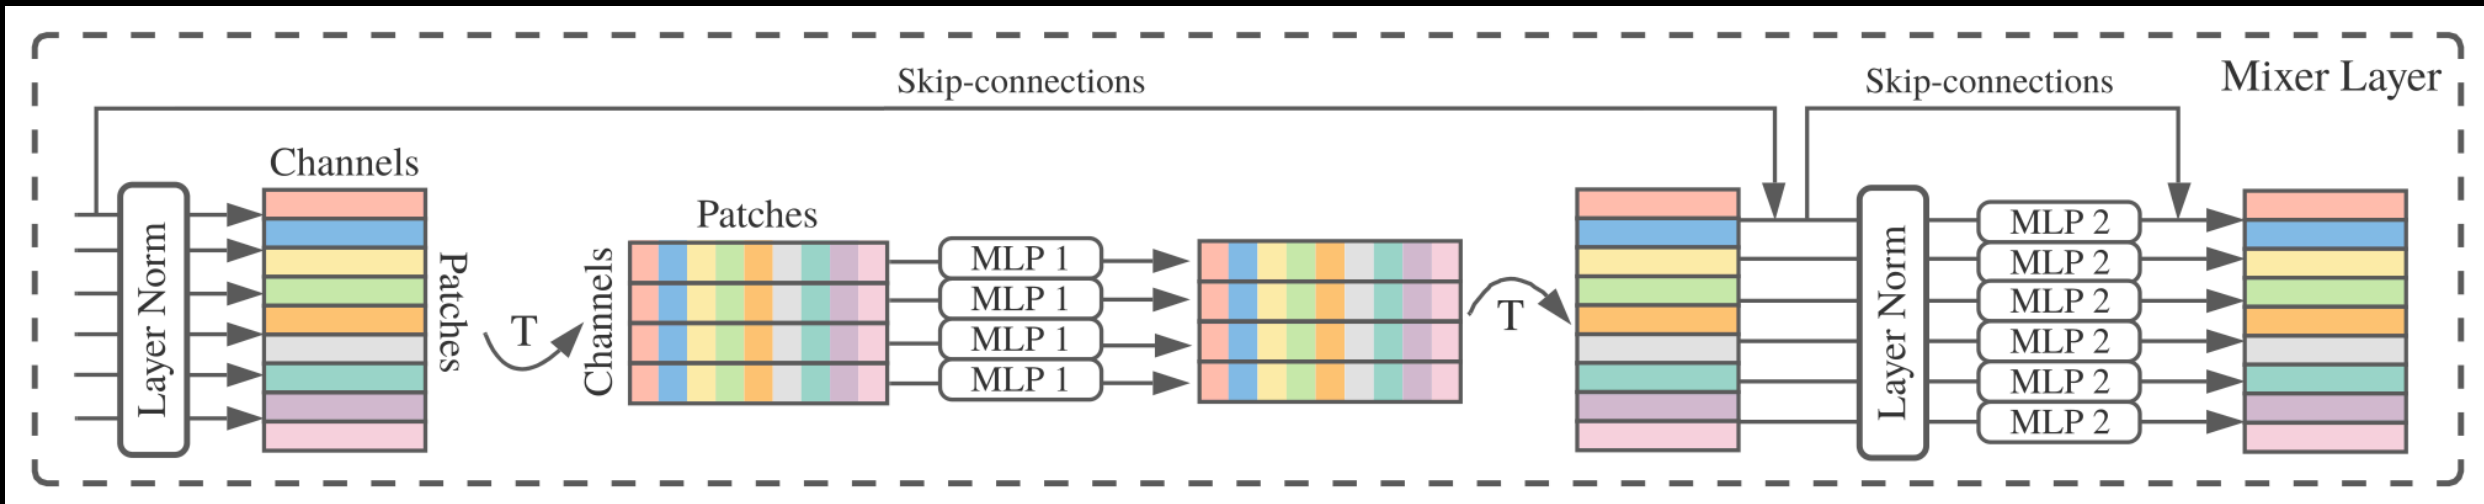 Skip-connections
Skip-connections
Mixer Layer
Channels
Layer Norm
Patches
T
Channels
Patches
MLP 1
MLP 1
MLP 1
MLP 1
T
Layer Norm
MLP 2
MLP 2
MLP 2
MLP 2
MLP 2
MLP 2